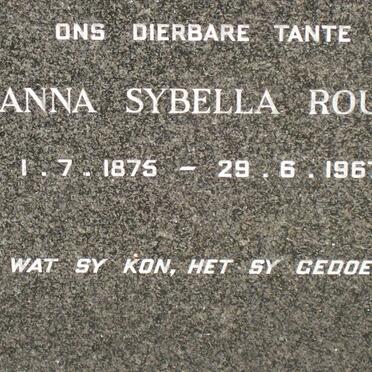 ONS DIERBARE TANTE
ANNA SYBELLA ROU
1.7.1875 - 29.6.196
WAT SY KON, HET SY GEDOE